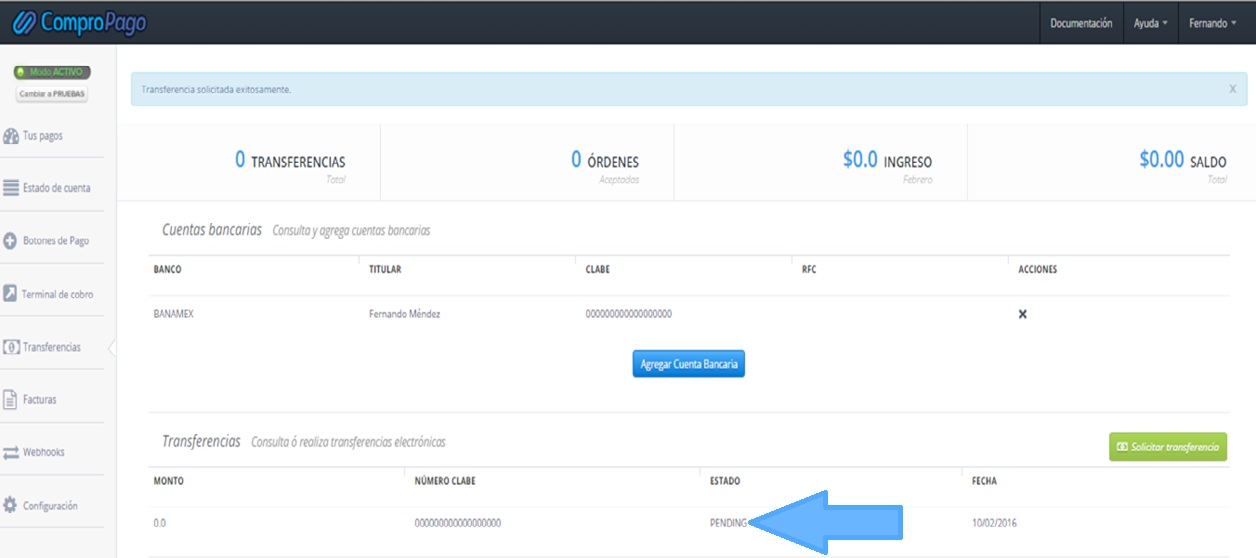 ComproPago
Documentación Ayuda Fernando
Modo ACTIVO
Cambiar a PRUEBAS
Tus pagos
Estado de cuenta
Botones de Pago
Terminal de cobro
Transferencias
Facturas
Webhooks
Configuración
Transferencia solicitada exitosamente. x
0 TRANSFERENCIAS
Total
0 ÓRDENES
Aceptadas
$0.0 INGRESO
Febrero
$0.00 SALDO
Total
Cuentas bancarias Consulta y agrega cuentas bancarias
BANCO TITULAR CLABE RFC ACCIONES
BANAMEX Fernando Méndez 000000000000000000
Agregar Cuenta Bancaria
Transferencias Consulta ó realiza transferencias electrónicas
Solicitar transferencia
MONTO NÚMERO CLABE ESTADO FECHA
0.0 000000000000000000 PENDING 10/02/2016